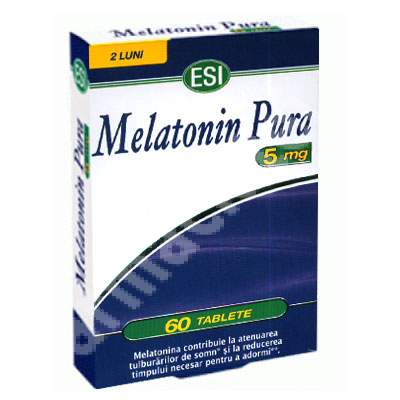 2 LUNI
ESI
Melatonin Pura
5 mg
60 TABLETE
Melatonina contribuie la atenuarea
tulburărilor de somn* și la reducerea
timpului necesar pentru a adormi**.